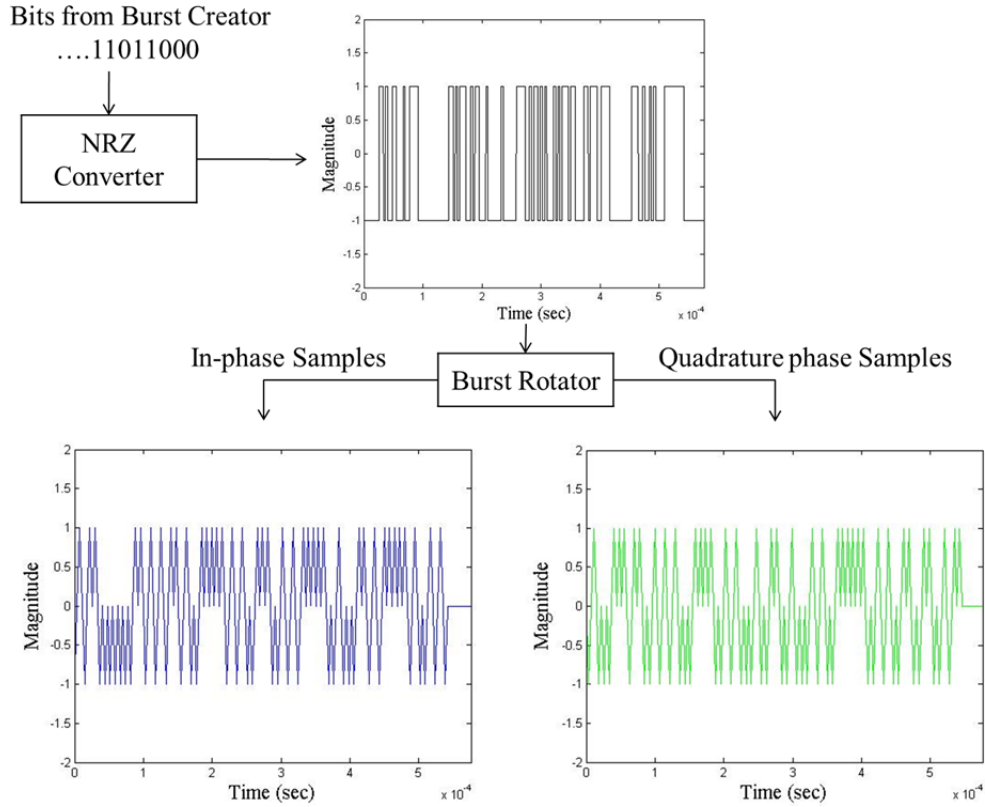 Bits from Burst Creator
….11011000
NRZ
Converter
2
1.5
1
0.5
0
-0.5
-1
-1.5
-2
Magnitude
0 1 2 3 4 5
Time (sec)
x 10-4
In-phase Samples
Burst Rotator
Quadrature phase Samples
2
1.5
1
0.5
0
-0.5
-1
-1.5
-2
Magnitude
0 1 2 3 4 5
Time (sec)
x 10-4
2
1.5
1
0.5
0
-0.5
-1
-1.5
-2
Magnitude
0 1 2 3 4 5
Time (sec)
x 10-4